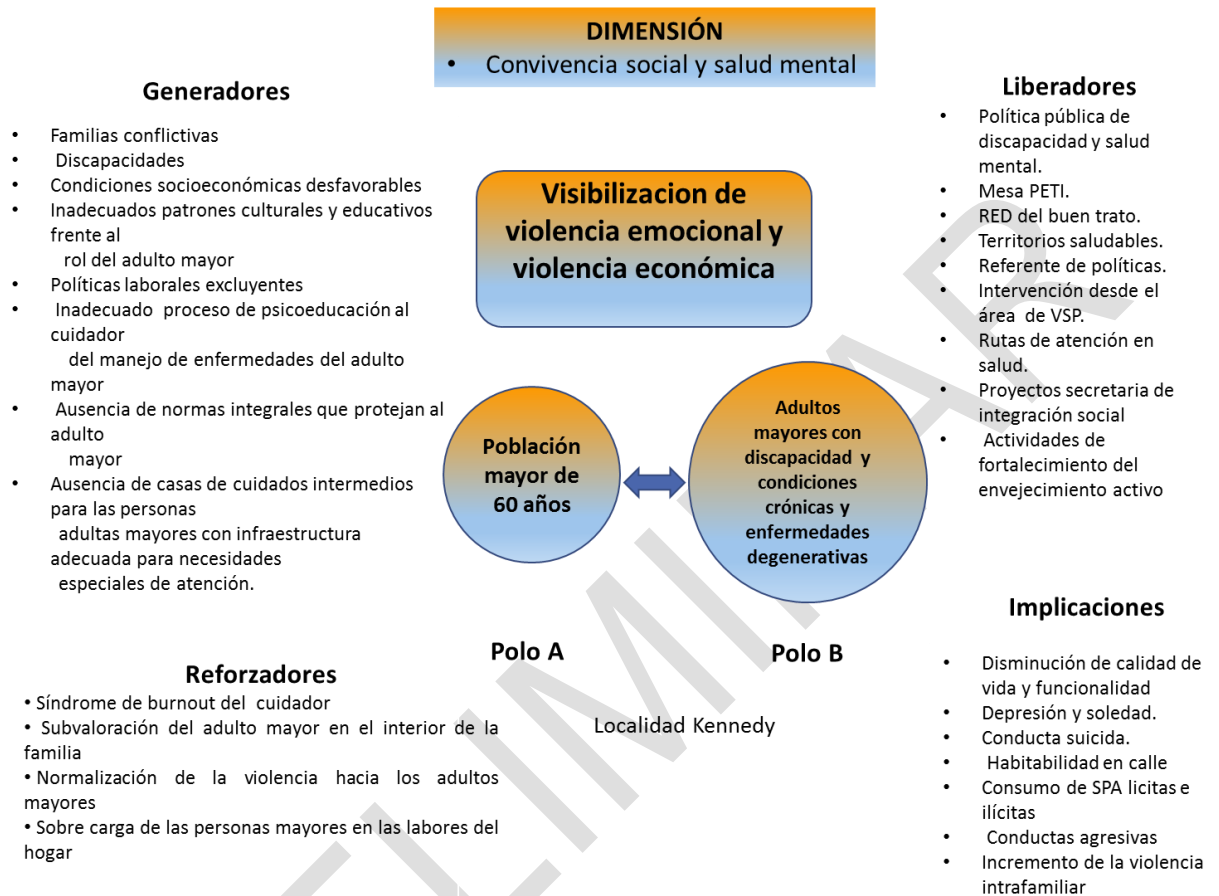 DIMENSIÓN
• Convivencia social y salud mental
Generadores
• Familias conflictivas
• Discapacidades
• Condiciones socioeconómicas desfavorables
• Inadecuados patrones culturales y educativos
frente al
rol del adulto mayor
• Políticas laborales excluyentes
• Inadecuado proceso de psicoeducación al
cuidador
del manejo de enfermedades del adulto
mayor
• Ausencia de normas integrales que protejan al
adulto
mayor
• Ausencia de casas de cuidados intermedios
para las personas
adultas mayores con infraestructura
adecuada para necesidades
especiales de atención.
Visibilizacion de
violencia emocional y
violencia económica
Población
mayor de
60 años
Adultos
mayores con
discapacidad y
condiciones
crónicas y
enfermedades
degenerativas
Polo A
Polo B
Localidad Kennedy
Liberadores
• Política pública de
discapacidad y salud
mental.
• Mesa PETI.
• RED del buen trato.
• Territorios saludables.
• Referente de políticas.
• Intervención desde el
área de VSP.
• Rutas de atención en
salud.
• Proyectos secretaria de
integración social
• Actividades de
fortalecimiento del
envejecimiento activo
Reforzadores
• Síndrome de burnout del cuidador
• Subvaloración del adulto mayor en el interior de la
familia
• Normalización de la violencia hacia los adultos
mayores
• Sobre carga de las personas mayores en las labores del
hogar
Implicaciones
• Disminución de calidad de
vida y funcionalidad
• Depresión y soledad.
• Conducta suicida.
• Habitabilidad en calle
• Consumo de SPA licitas e
ilícitas
• Conductas agresivas
• Incremento de la violencia
intrafamiliar